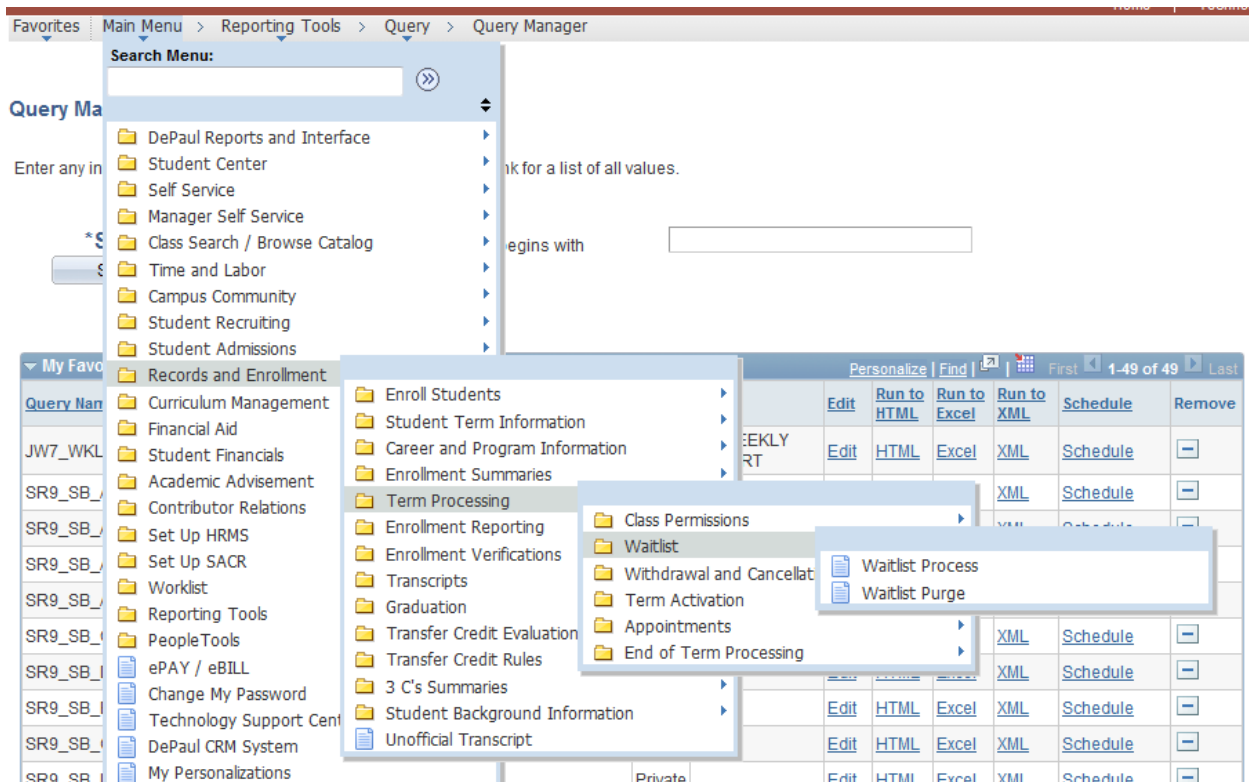 Favorites Main Menu > Reporting Tools > Query > Query Manager
Search Menu:
Query Ma
Enter any in nk for a list of all values.
*S egins with
DePaul Reports and Interface
Student Center
Self Service
Manager Self Service
Class Search / Browse Catalog
Time and Labor
Campus Community
Student Recruiting
Student Admissions
Records and Enrollment
Curriculum Management
Financial Aid
Student Financials
Academic Advisement
Contributor Relations
Set Up HRMS
Set Up SACR
Worklist
Reporting Tools
PeopleTools
ePAY / eBILL
Change My Password
Technology Support Cent
DePaul CRM System
My Personalizations
Enroll Students
Student Term Information
Career and Program Information
Enrollment Summaries
Term Processing
Enrollment Reporting
Enrollment Verifications
Transcripts
Graduation
Transfer Credit Evaluation
Transfer Credit Rules
3 C's Summaries
Student Background Information
Unofficial Transcript
Class Permissions
Waitlist
Withdrawal and Cancellat
Term Activation
Appointments
End of Term Processing
Waitlist Process
Waitlist Purge
My Favo Personalize | Find | | First 1-49 of 49 Last
Query Nam Edit Run to HTML Run to Excel Run to XML Schedule Remove
JW7_WKL EEKLY RT Edit HTML Excel XML Schedule
SR9_SB_ XML Schedule
SR9_SB_
SR9_SB_
SR9_SB_
SR9_SB_ XML Schedule
SR9_SB_ Edit HTML Excel XML Schedule
SR9_SB_ Edit HTML Excel XML Schedule
SR9_SB_ Edit HTML Excel XML Schedule
SR9_SB_ Private Edit HTML Excel XML Schedule